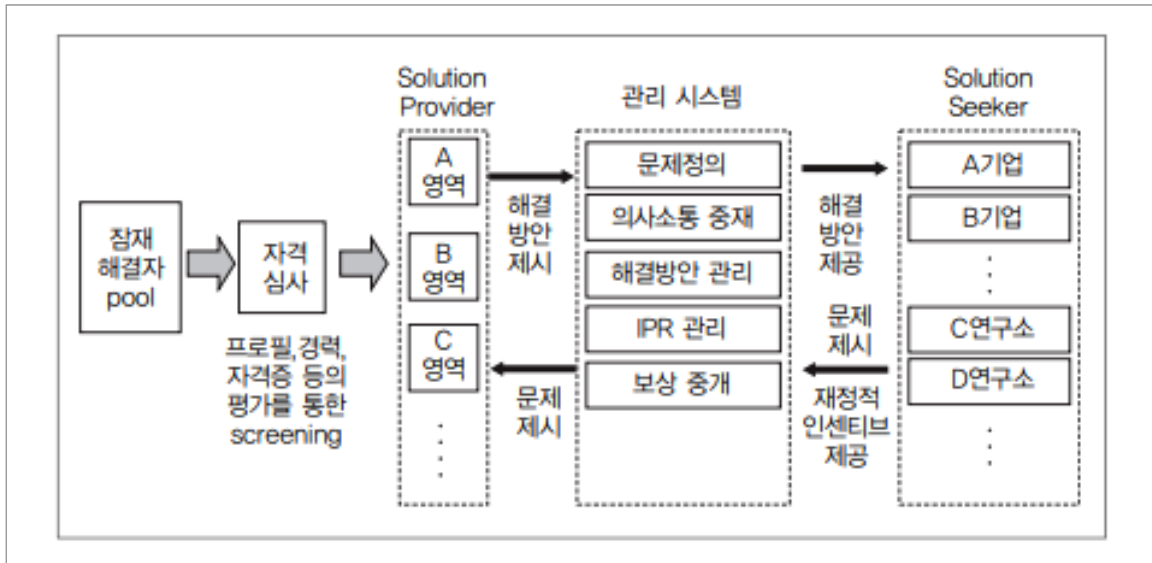 잠재
해결자
pool
자격
심사
프로필,경력,
자격증 등의
평가를 통한
screening
Solution
Provider
A
영역
B
영역
C
영역
해결
방안
제시
문제
제시
관리 시스템
문제정의
의사소통 중재
해결방안 관리
IPR 관리
보상 중개
해결
방안
제공
문제
제시
재정적
인센티브
제공
Solution
Seeker
A기업
B기업
C연구소
D연구소